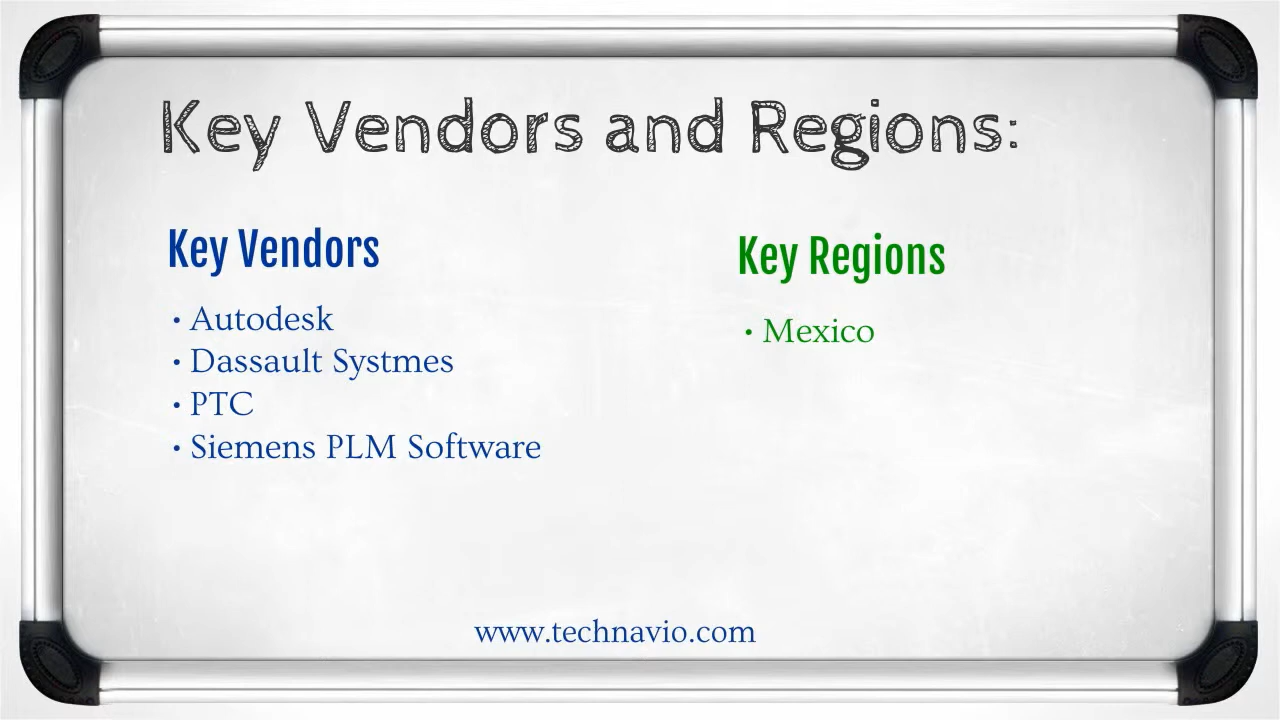 Key Vendors and Regions:
Key Vendors
• Autodesk
• Dassault Systmes
• PTC
• Siemens PLM Software
Key Regions
• Mexico
www.technavio.com